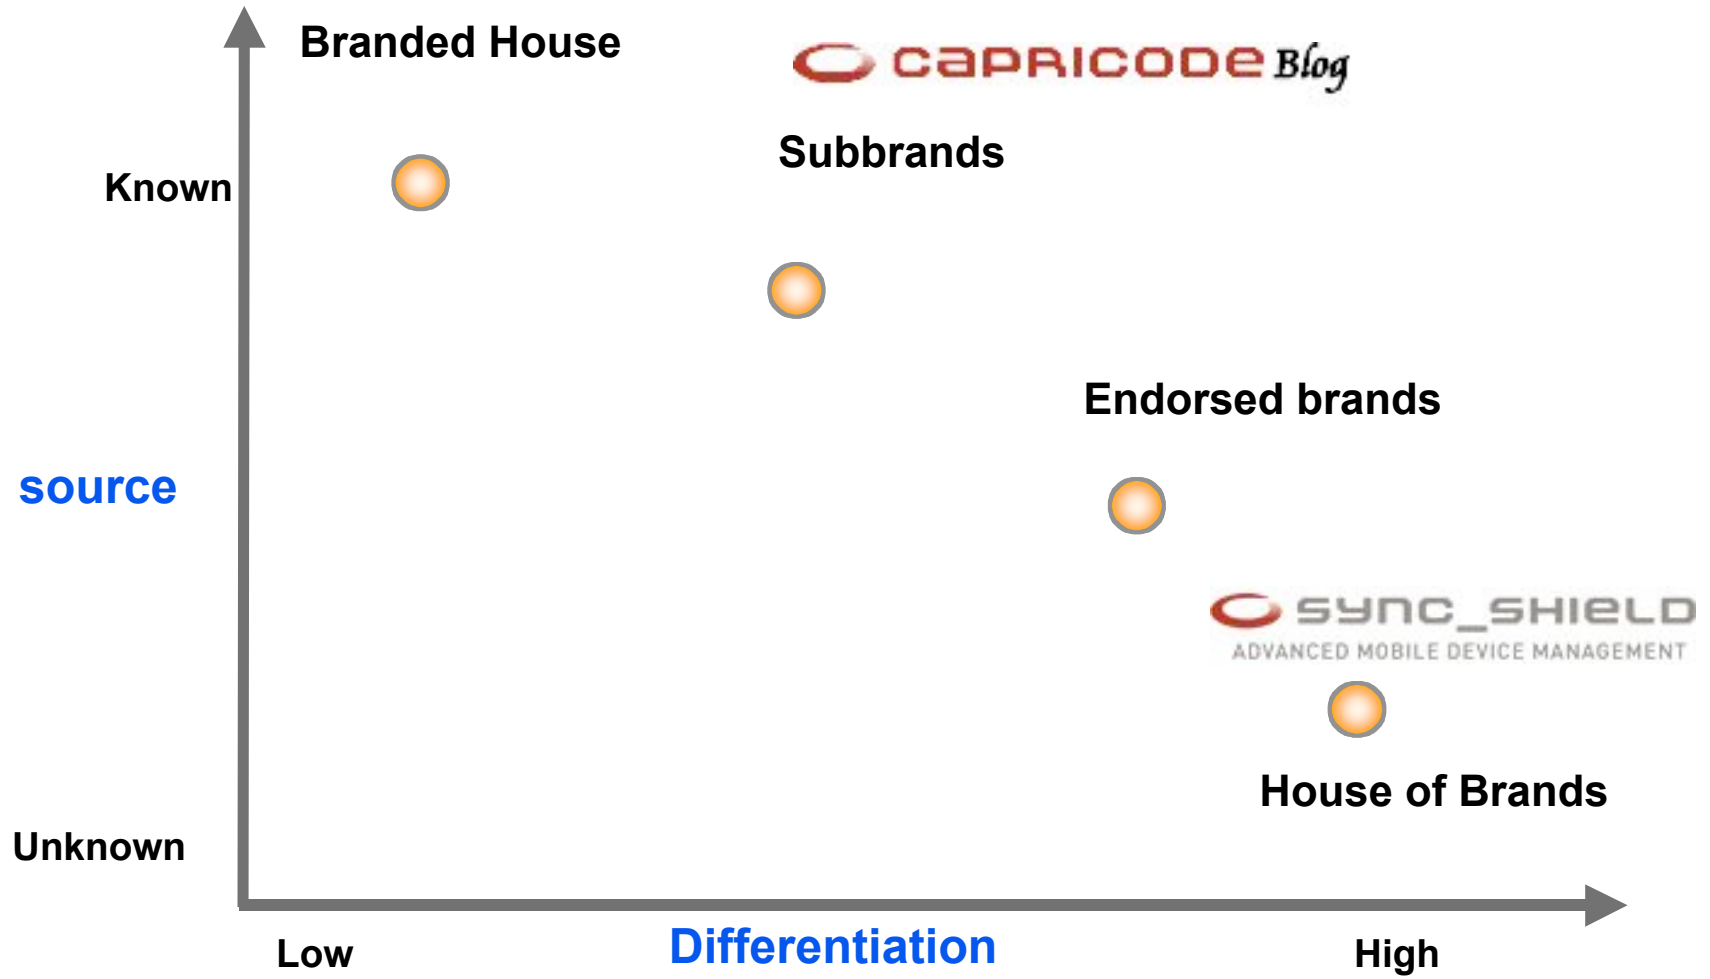 Branded House
CAPRICODE Blog
Subbrands
Known
Endorsed brands
source
SYNC_SHIELD
ADVANCED MOBILE DEVICE MANAGEMENT
House of Brands
Unknown
Low
Differentiation
High